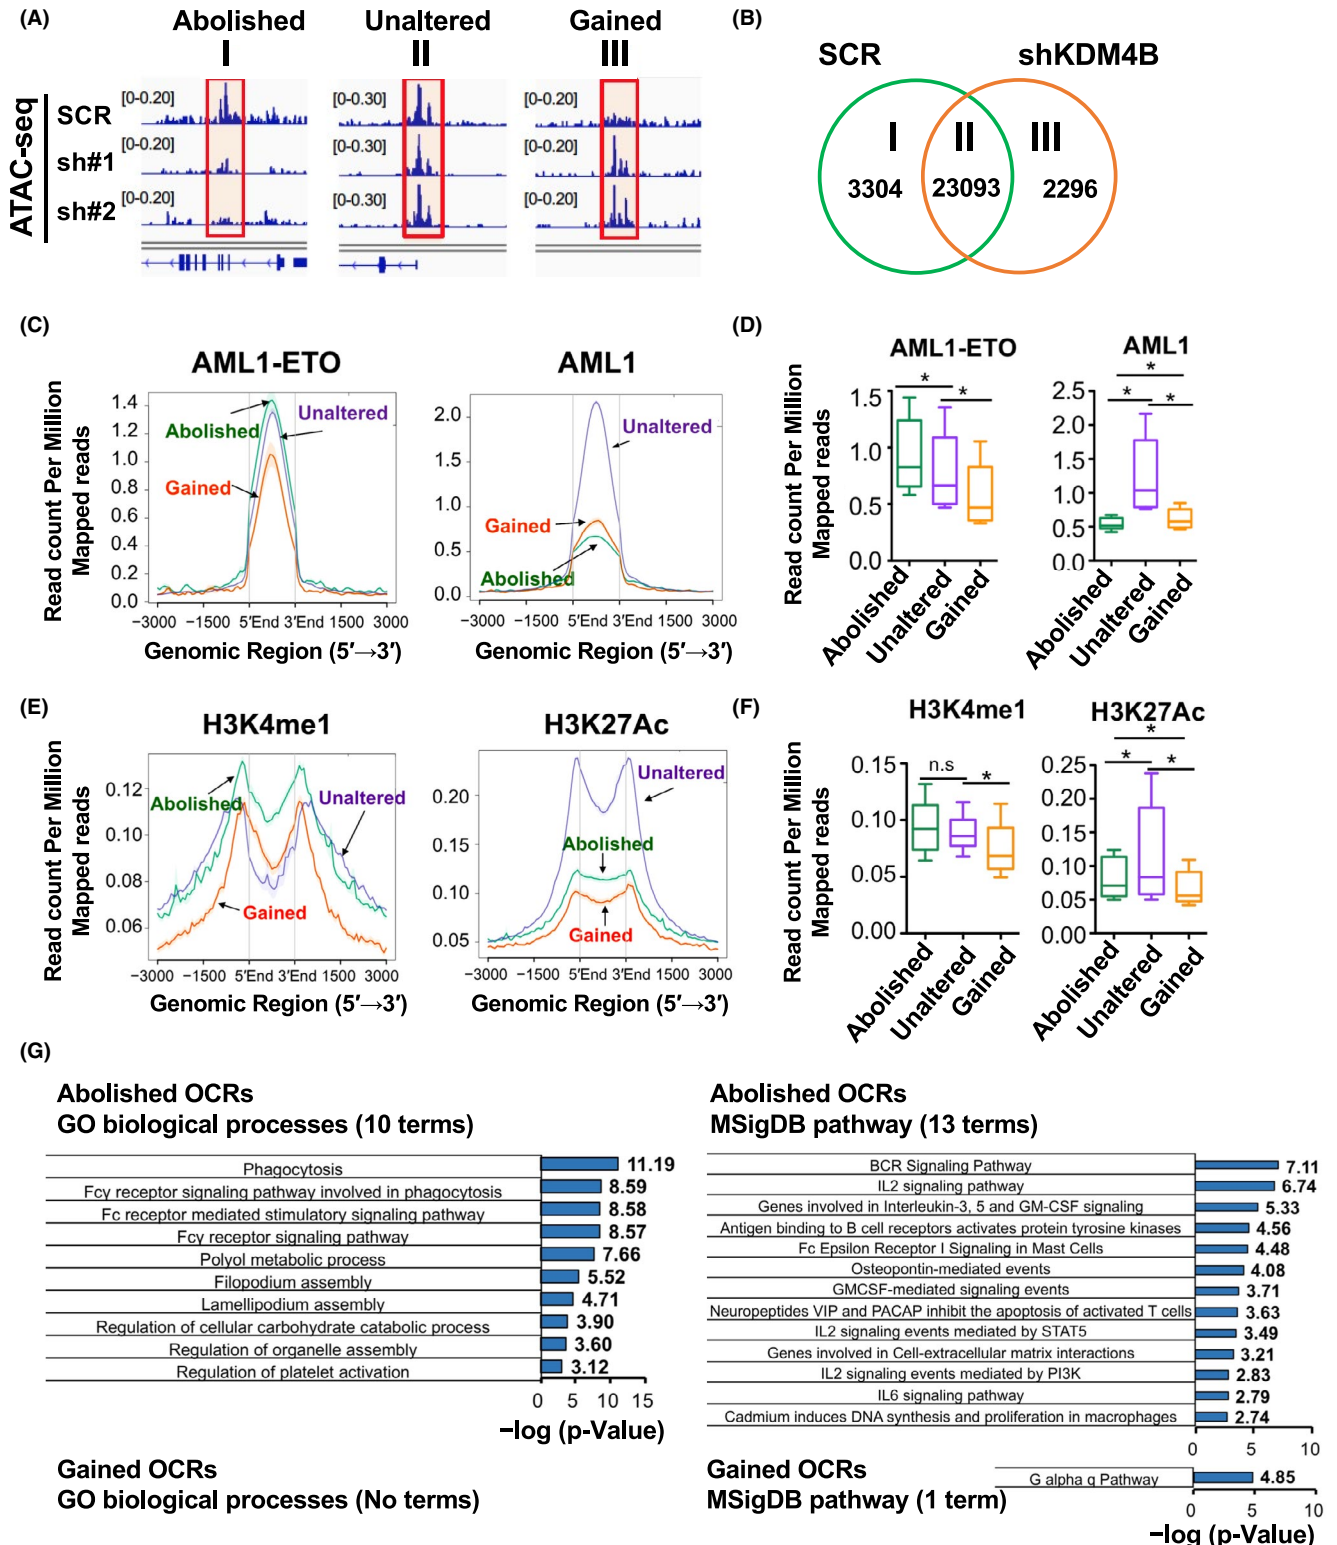 (A)
Abolished Unaltered Gained
I II III
ATAC-seq
SCR [0-0.20] [0-0.30] [0-0.20]
sh#1 [0-0.20] [0-0.30] [0-0.20]
sh#2 [0-0.20] [0-0.30] [0-0.20]
(B)
SCR shKDM4B
I II III
3304 23093 2296
(C)
AML1-ETO
Read count Per Million
Mapped reads
1.4
1.2
1.0
0.8
0.6
0.4
0.2
0.0
Abolished
Unaltered
Gained
−3000 −1500 5′End 3′End 1500 3000
Genomic Region (5′→3′)
AML1
2.0
1.5
1.0
0.5
0.0
Unaltered
Gained
Abolished
−3000 −1500 5′End 3′End 1500 3000
Genomic Region (5′→3′)
(D)
Read count Per Million
Mapped reads
AML1-ETO
1.5
1.0
0.5
0.0
* *
Abolished
Unaltered
Gained
AML1
2.5
2.0
1.5
1.0
0.5
0.0
*
* *
Abolished
Unaltered
Gained
(E)
H3K4me1
Read count Per Million
Mapped reads
0.12
0.10
0.08
0.06
Abolished
Unaltered
Gained
−3000 −1500 5′End 3′End 1500 3000
Genomic Region (5′→3′)
H3K27Ac
0.20
0.15
0.10
0.05
Unaltered
Abolished
Gained
−3000 −1500 5′End 3′End 1500 3000
Genomic Region (5′→3′)
(F)
Read count Per Million
Mapped reads
H3K4me1
0.15
0.10
0.05
0.00
n.s *
Abolished
Unaltered
Gained
H3K27Ac
0.25
0.20
0.15
0.10
0.05
0.00
*
* *
Abolished
Unaltered
Gained
(G)
Abolished OCRs
GO biological processes (10 terms)
Phagocytosis 11.19
Fcγ receptor signaling pathway involved in phagocytosis 8.59
Fc receptor mediated stimulatory signaling pathway 8.58
Fcγ receptor signaling pathway 8.57
Polyol metabolic process 7.66
Filopodium assembly 5.52
Lamellipodium assembly 4.71
Regulation of cellular carbohydrate catabolic process 3.90
Regulation of organelle assembly 3.60
Regulation of platelet activation 3.12
0 5 10 15
−log (p-Value)
Gained OCRs
GO biological processes (No terms)
Abolished OCRs
MSigDB pathway (13 terms)
BCR Signaling Pathway 7.11
IL2 signaling pathway 6.74
Genes involved in Interleukin-3, 5 and GM-CSF signaling 5.33
Antigen binding to B cell receptors activates protein tyrosine kinases 4.56
Fc Epsilon Receptor I Signaling in Mast Cells 4.48
Osteopontin-mediated events 4.08
GMCSF-mediated signaling events 3.71
Neuropeptides VIP and PACAP inhibit the apoptosis of activated T cells 3.63
IL2 signaling events mediated by STAT5 3.49
Genes involved in Cell-extracellular matrix interactions 3.21
IL2 signaling events mediated by PI3K 2.83
IL6 signaling pathway 2.79
Cadmium induces DNA synthesis and proliferation in macrophages 2.74
0 5 10
Gained OCRs
MSigDB pathway (1 term)
G alpha q Pathway 4.85
0 5 10
−log (p-Value)